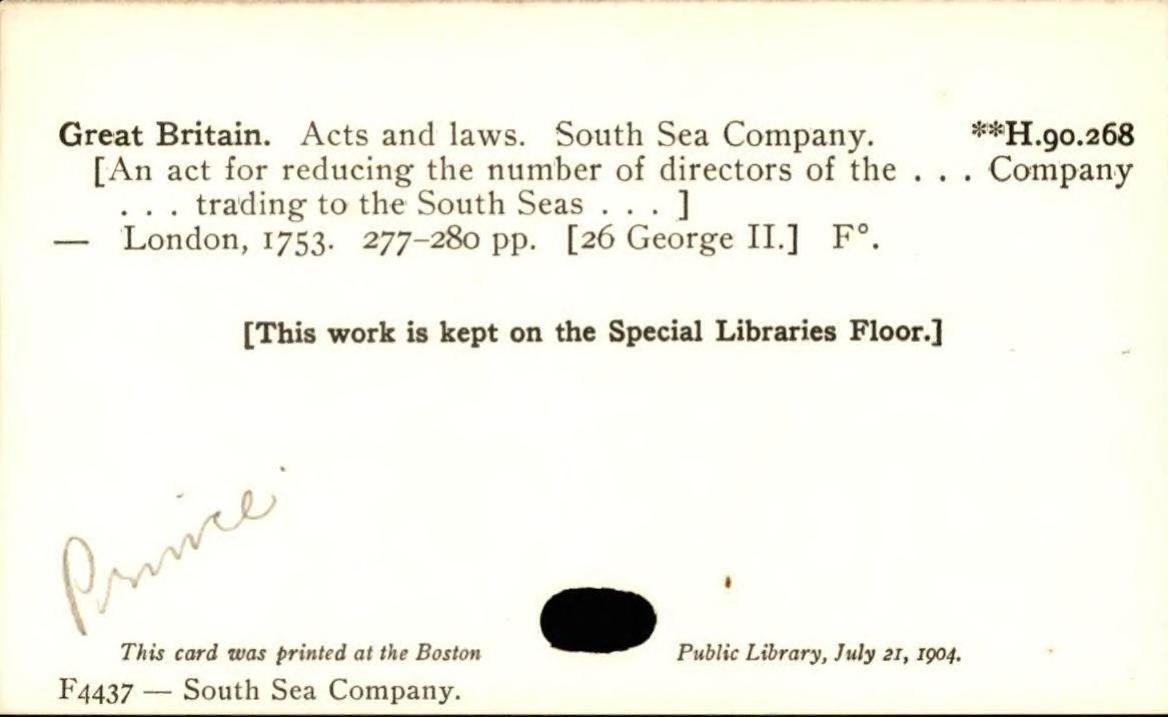 Great Britain. Acts and laws. South Sea Company. **H.90.268
[An act for reducing the number of directors of the . . . Company
. . . trading to the South Seas . . . ]
— London, 1753. 277–280 pp. [26 George II.] F°.
[This work is kept on the Special Libraries Floor.]
Prince
This card was printed at the Boston Public Library, July 21, 1904.
F4437 — South Sea Company.